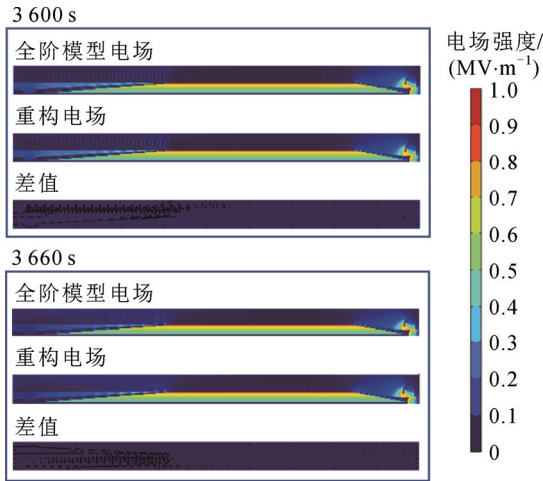 3 600 s
全阶模型电场
重构电场
差值
3 660 s
全阶模型电场
重构电场
差值
电场强度/
(MV·m⁻¹)
1.0
0.9
0.8
0.7
0.6
0.5
0.4
0.3
0.2
0.1
0